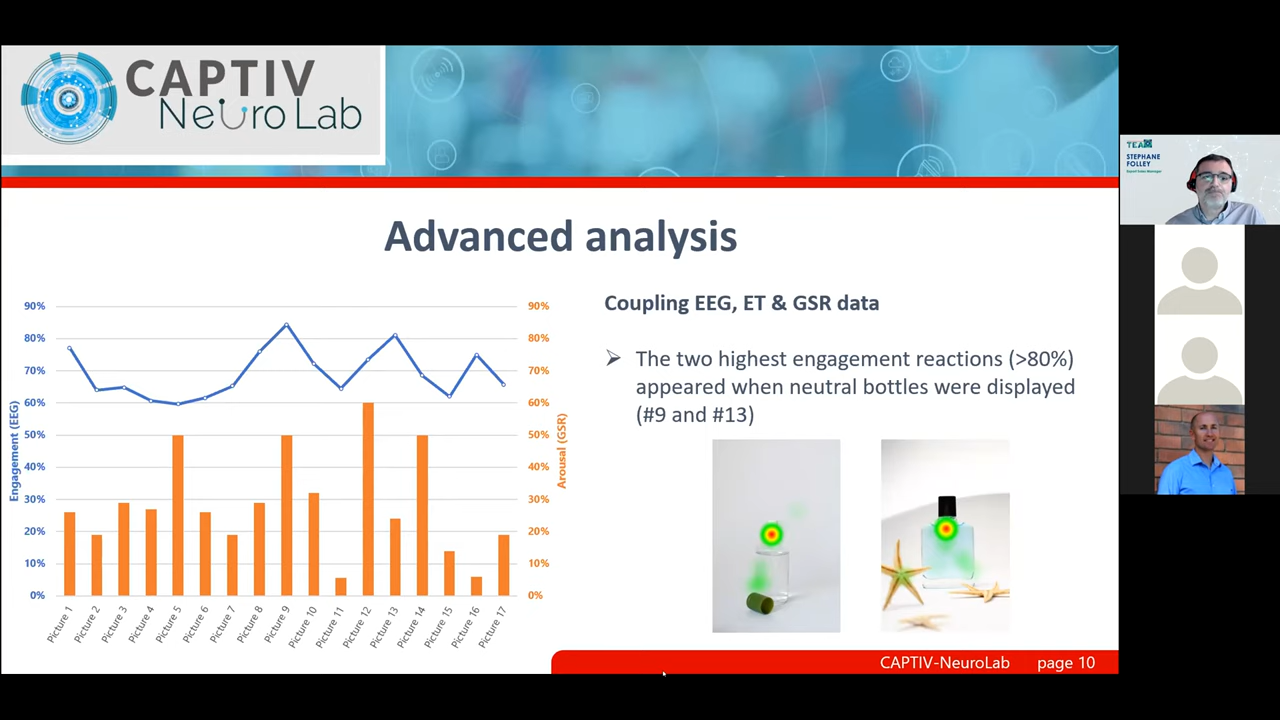 CAPTIV
NeuroLab
TEA
STEPHANE
FOLLEY
Export Sales Manager
Advanced analysis
90%
80%
70%
60%
50%
40%
30%
20%
10%
0%
Engagement (EEG)
90%
80%
70%
60%
50%
40%
30%
20%
10%
0%
Arousal (GSR)
Picture 1
Picture 2
Picture 3
Picture 4
Picture 5
Picture 6
Picture 7
Picture 8
Picture 9
Picture 10
Picture 11
Picture 12
Picture 13
Picture 14
Picture 15
Picture 16
Picture 17
Coupling EEG, ET & GSR data
The two highest engagement reactions (>80%)
appeared when neutral bottles were displayed
(#9 and #13)
CAPTIV-NeuroLab page 10